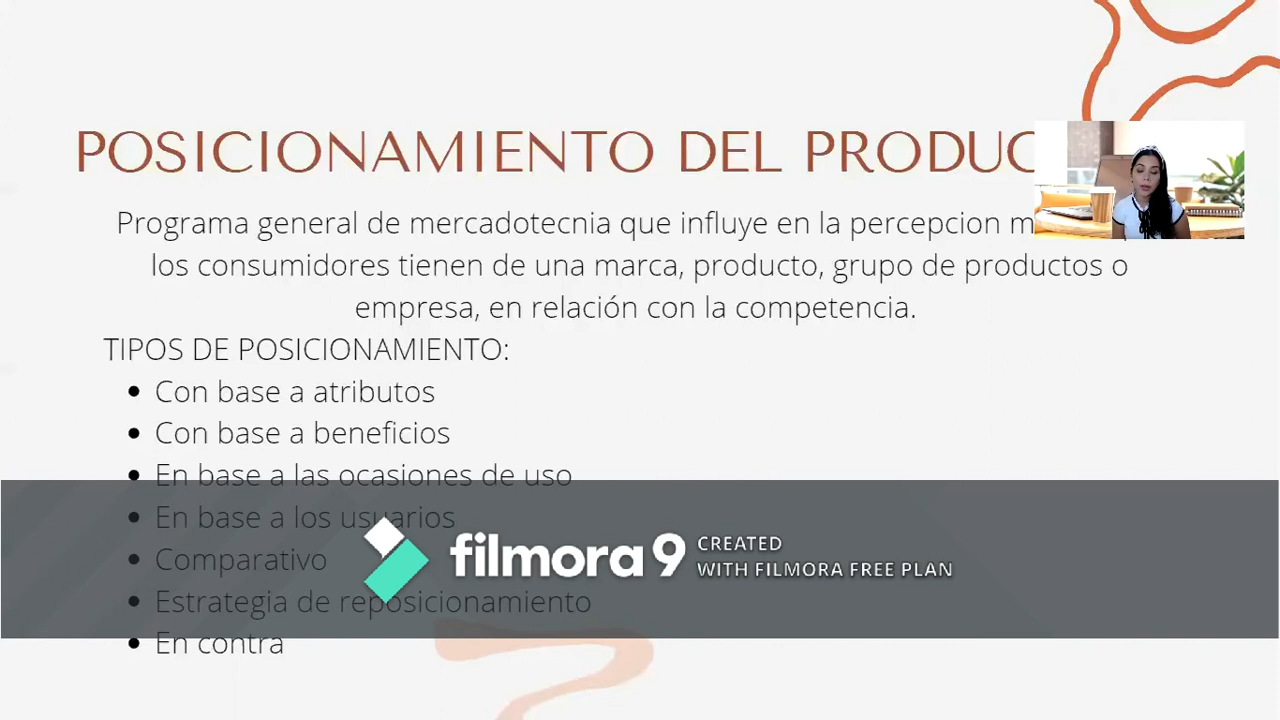 POSICIONAMIENTO DEL
Programa general de mercadotecnia que influye en la percepcion
los consumidores tienen de una marca, producto, grupo de productos o
empresa, en relación con la competencia.
TIPOS DE POSICIONAMIENTO:
Con base a atributos
Con base a beneficios
En base a las ocasiones de uso
En base a los usuarios
Comparativo
Estrategia de reposicionamiento
En contra
filmora 9 CREATED
WITH FILMORA FREE PLAN